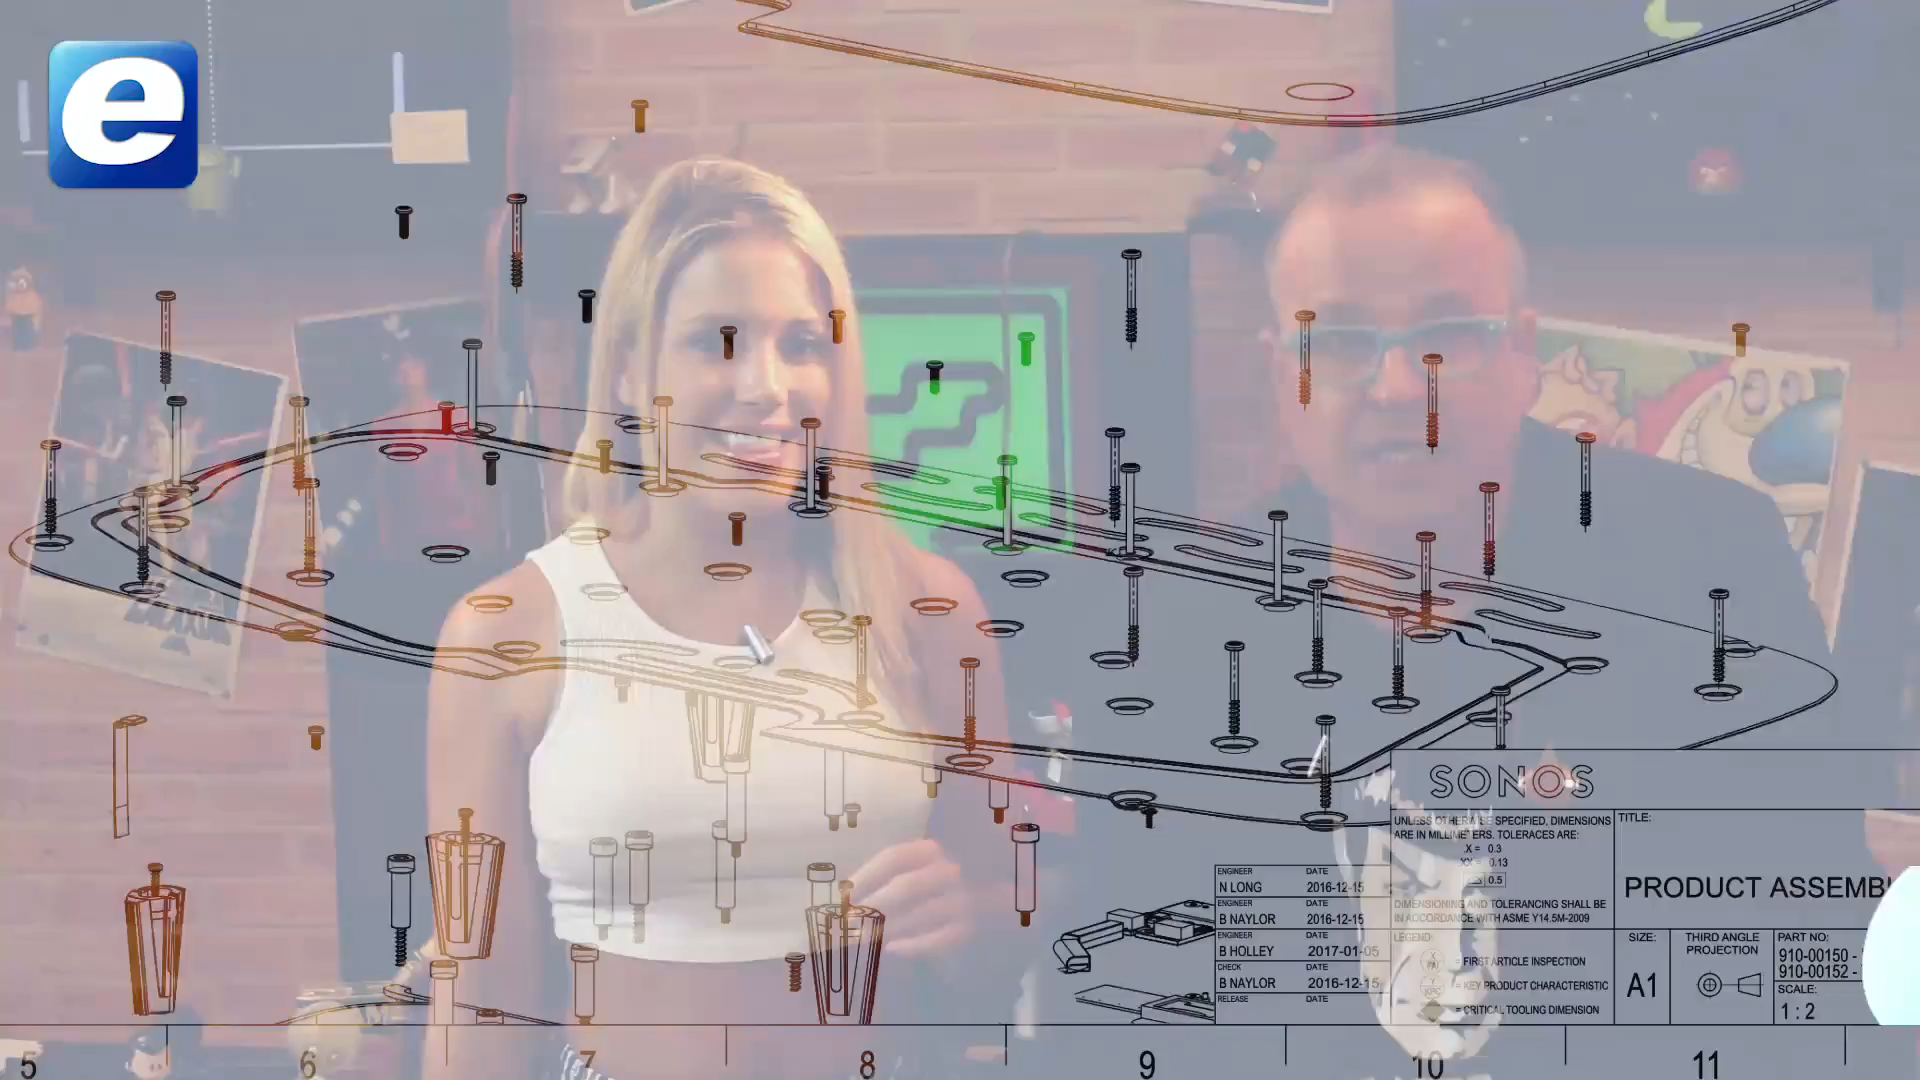 e
SONOS
UNLESS OTHERWISE SPECIFIED, DIMENSIONS
ARE IN MILLIMETERS. TOLERACES ARE:
.X = 0.3
.XX = 0.13
0.5
DIMENSIONING AND TOLERANCING SHALL BE
IN ACCORDANCE WITH ASME Y14.5M-2009
LEGEND:
= FIRST ARTICLE INSPECTION
= KEY PRODUCT CHARACTERISTIC
= CRITICAL TOOLING DIMENSION
TITLE:
PRODUCT ASSEMB
SIZE:
A1
THIRD ANGLE
PROJECTION
PART NO:
910-00150 -
910-00152 -
SCALE:
1 : 2
ENGINEER DATE
N LONG 2016-12-15
ENGINEER DATE
B NAYLOR 2016-12-15
ENGINEER DATE
B HOLLEY 2017-01-05
CHECK DATE
B NAYLOR 2016-12-15
RELEASE DATE
5 6 7 8 9 10 11